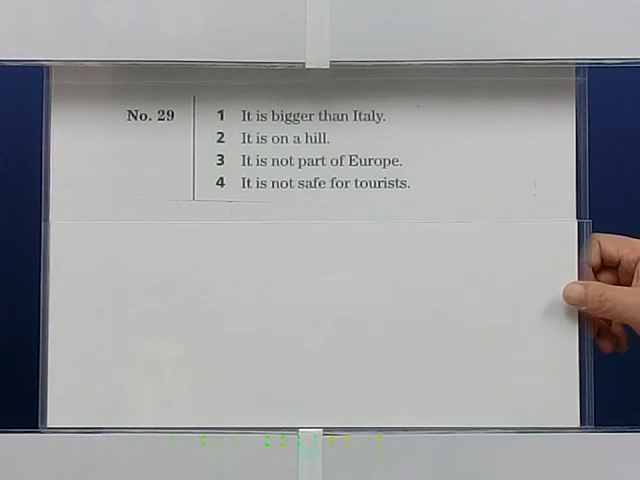 No. 29
1 It is bigger than Italy.
2 It is on a hill.
3 It is not part of Europe.
4 It is not safe for tourists.